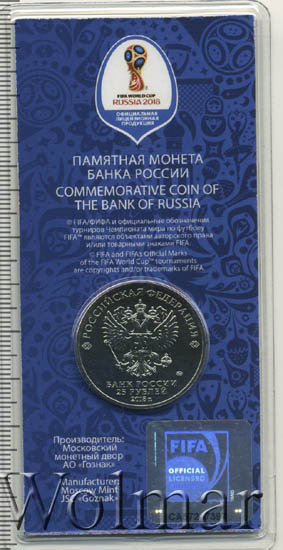 FIFA WORLD CUP
RUSSIA 2018
ОФИЦИАЛЬНАЯ
ЛИЦЕНЗИОННАЯ
ПРОДУКЦИЯ
ПАМЯТНАЯ МОНЕТА
БАНКА РОССИИ
COMMEMORATIVE COIN OF
THE BANK OF RUSSIA
© FIFA/ФИФА и официальные обозначения
турниров Чемпионата мира по футболу
FIFA™ являются объектами авторского права
и/или товарными знаками FIFA.
© FIFA and FIFA's Official Marks
of the FIFA World Cup™ tournaments
are copyrights and/or trademarks of FIFA.
РОССИЙСКАЯ ФЕДЕРАЦИЯ
БАНК РОССИИ
25 РУБЛЕЙ
2018 г.
Производитель:
Московский
монетный двор
АО «Гознак»
Manufacturer:
Moscow Mint
JSC «Goznak»
FIFA
OFFICIAL
LICENSED
Wolmar